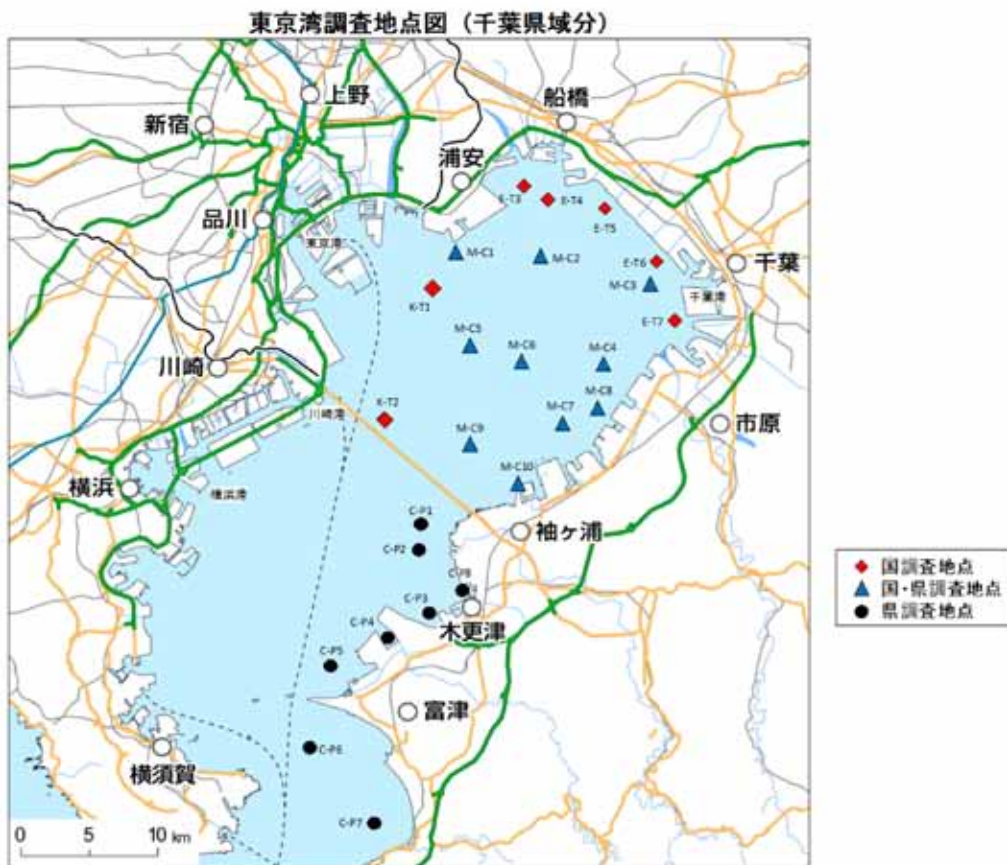 東京湾調査地点図（千葉県域分）
上野
船橋
新宿
浦安
E-T3
E-T4
品川
E-T5
東京湾
M-C1
M-C2
E-T6
千葉
M-C3
千葉港
K-T1
E-T7
M-C5
M-C6
M-C4
川崎
K-T2
川崎港
M-C8
M-C7
市原
M-C9
横浜
横浜港
M-C10
C-P1
袖ヶ浦
C-P2
国調査地点
国・県調査地点
県調査地点
C-P8
C-P3
木更津
C-P4
C-P5
富津
C-P6
横須賀
C-P7
0 5 10 km